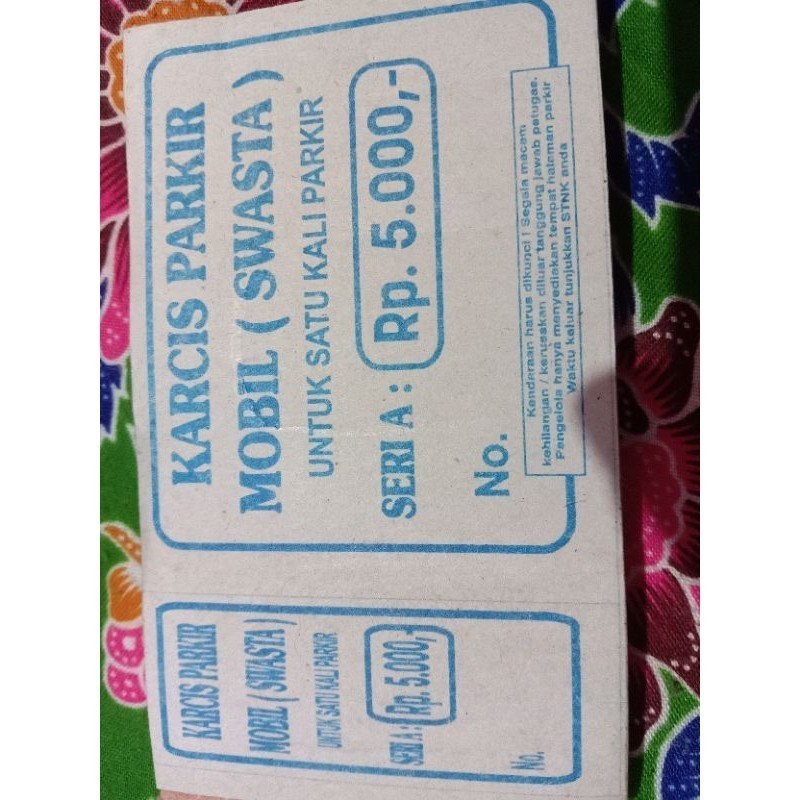 KARCIS PARKIR
MOBIL ( SWASTA )
UNTUK SATU KALI PARKIR
SERI A : Rp. 5.000,-
No.
Kenderaan harus dikunci ! Segala macam
kehilangan / kerusakan diluar tanggung jawab petugas.
Pengelola hanya menyediakan tempat halaman parkir
Waktu keluar tunjukkan STNK anda
KARCIS PARKIR
MOBIL ( SWASTA )
UNTUK SATU KALI PARKIR
SERI A : Rp. 5.000,-
No.